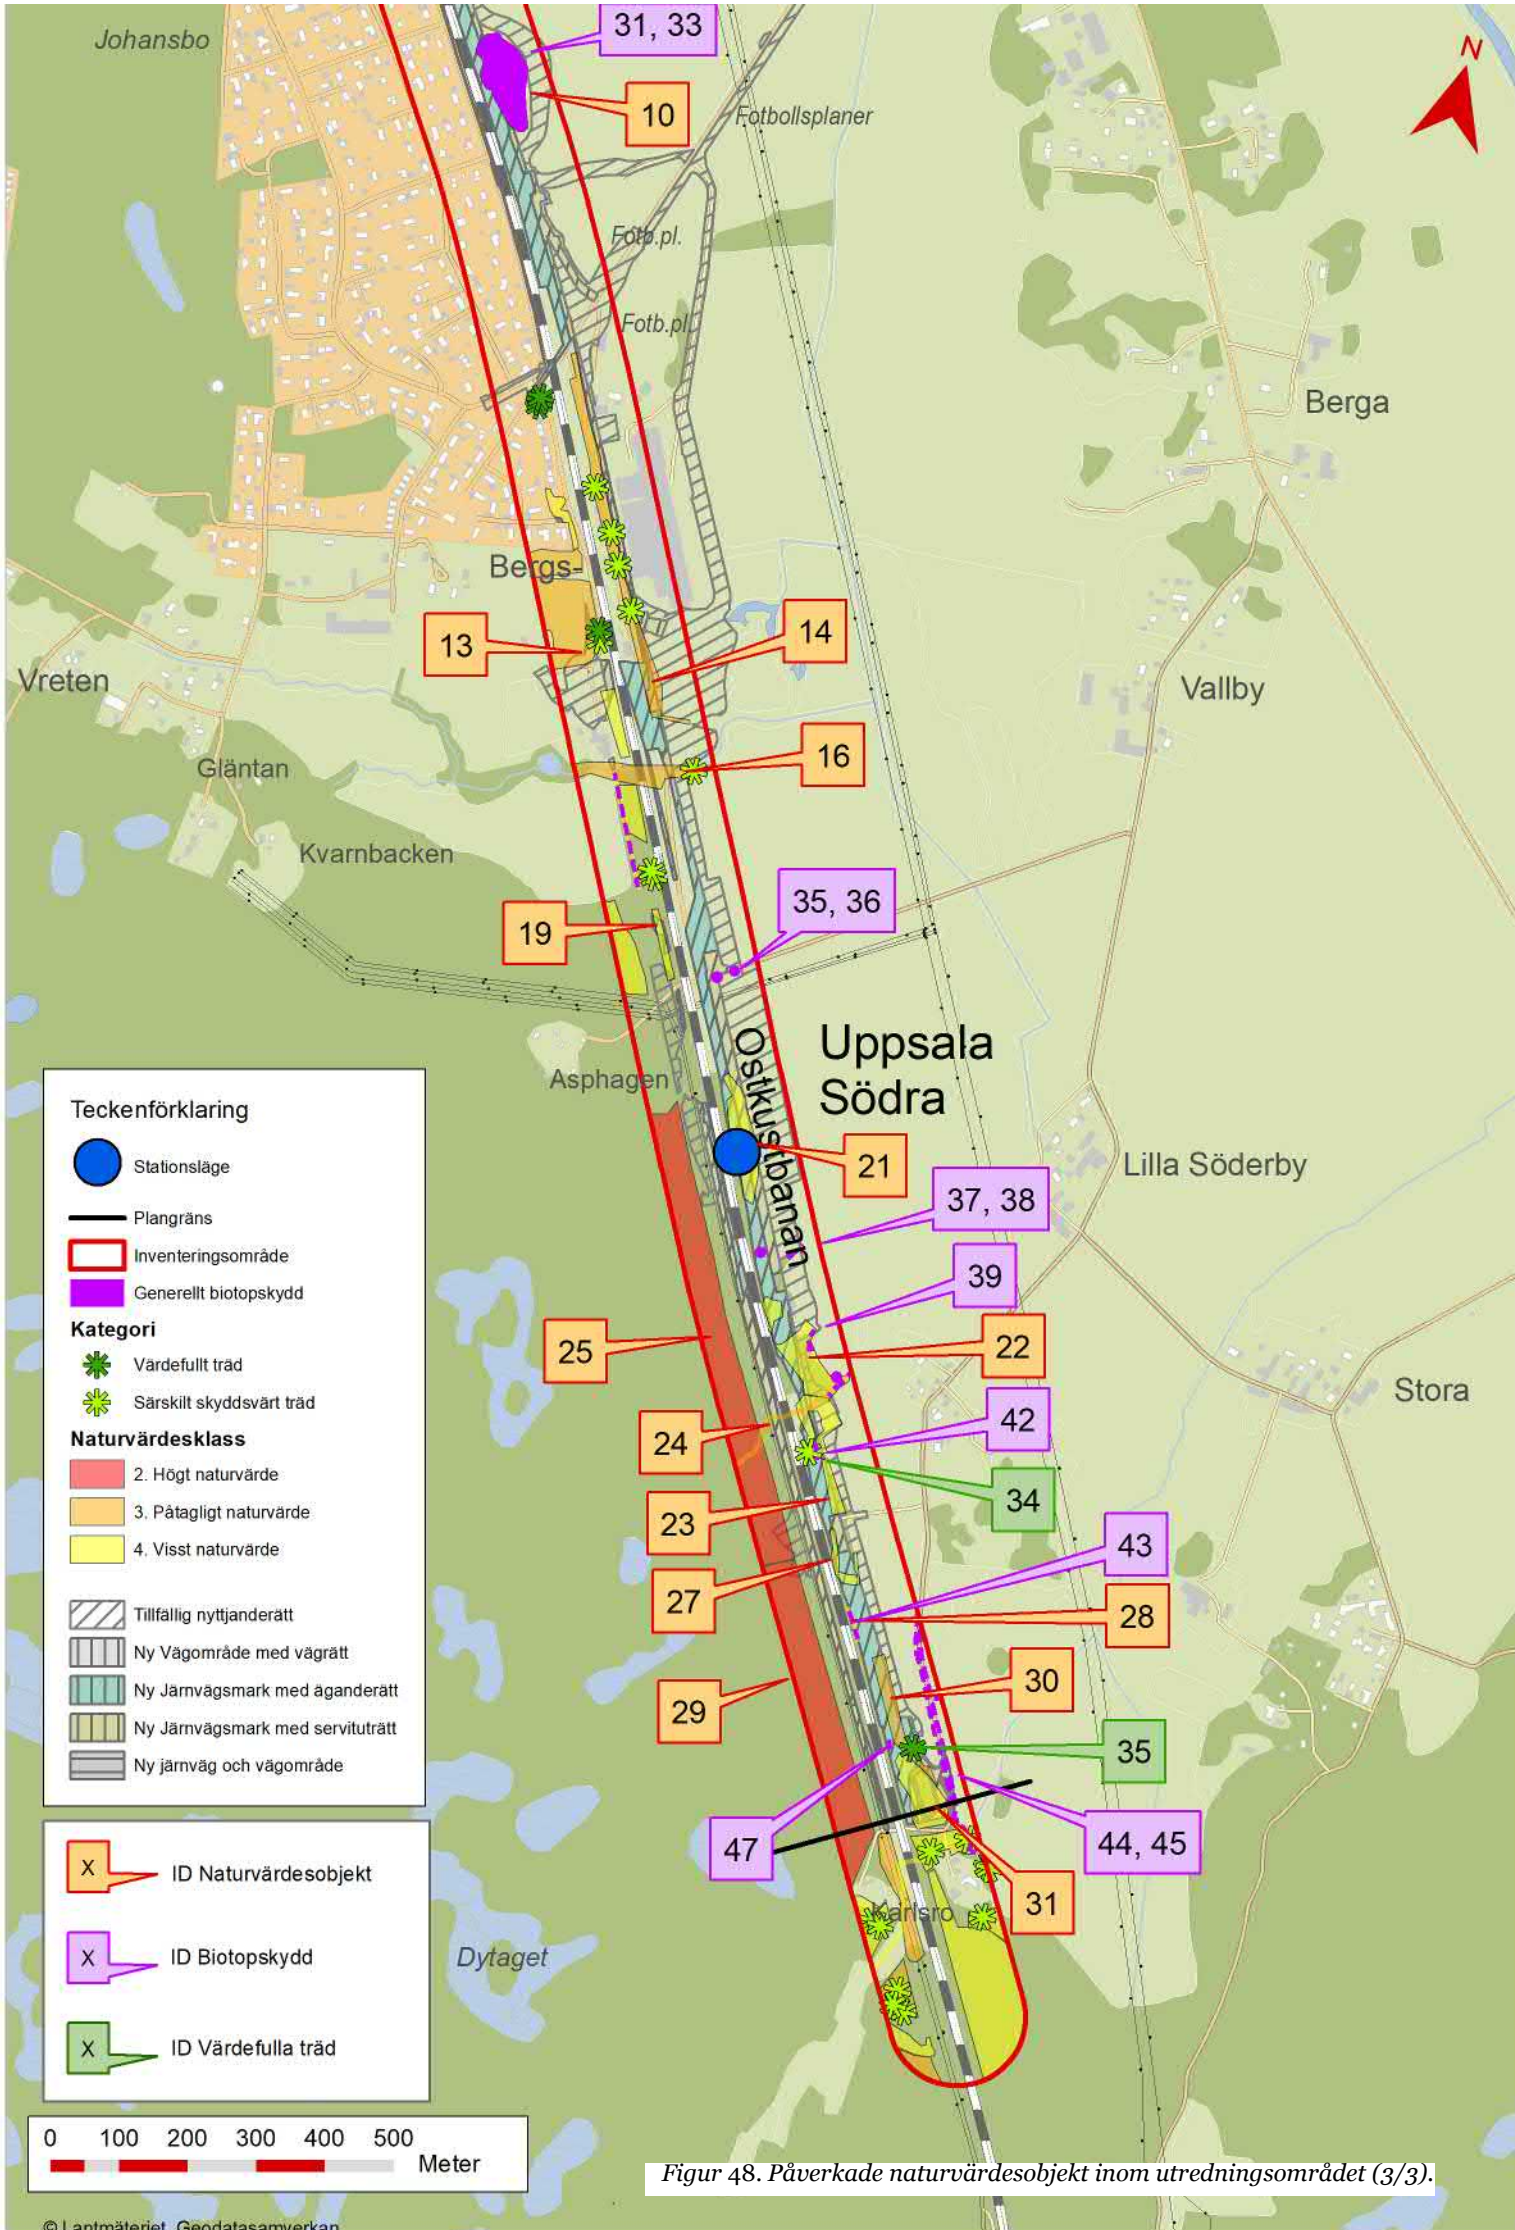 Johansbo
31, 33
N
10
Fotbollsplaner
Fotb.pl.
Fotb.pl.
Berga
Bergs-
13
14
Vreten
Vallby
16
Gläntan
Kvarnbacken
35, 36
19
Uppsala
Södra
Ostkustbanan
Asphagen
21
Lilla Söderby
37, 38
39
25
22
Stora
42
24
34
23
43
27
28
30
29
35
47
44, 45
31
Karlsro
Dytaget
Teckenförklaring
Stationsläge
Plangräns
Inventeringsområde
Generellt biotopskydd
Kategori
Värdefullt träd
Särskilt skyddsvärt träd
Naturvärdesklass
2. Högt naturvärde
3. Påtagligt naturvärde
4. Visst naturvärde
Tillfällig nyttjanderätt
Ny Vägområde med vägrätt
Ny Järnvägsmark med äganderätt
Ny Järnvägsmark med servituträtt
Ny järnväg och vägområde
X ID Naturvärdesobjekt
X ID Biotopskydd
X ID Värdefulla träd
0 100 200 300 400 500
Meter
Figur 48. Påverkade naturvärdesobjekt inom utredningsområdet (3/3).
© Lantmäteriet, Geodatasamverkan